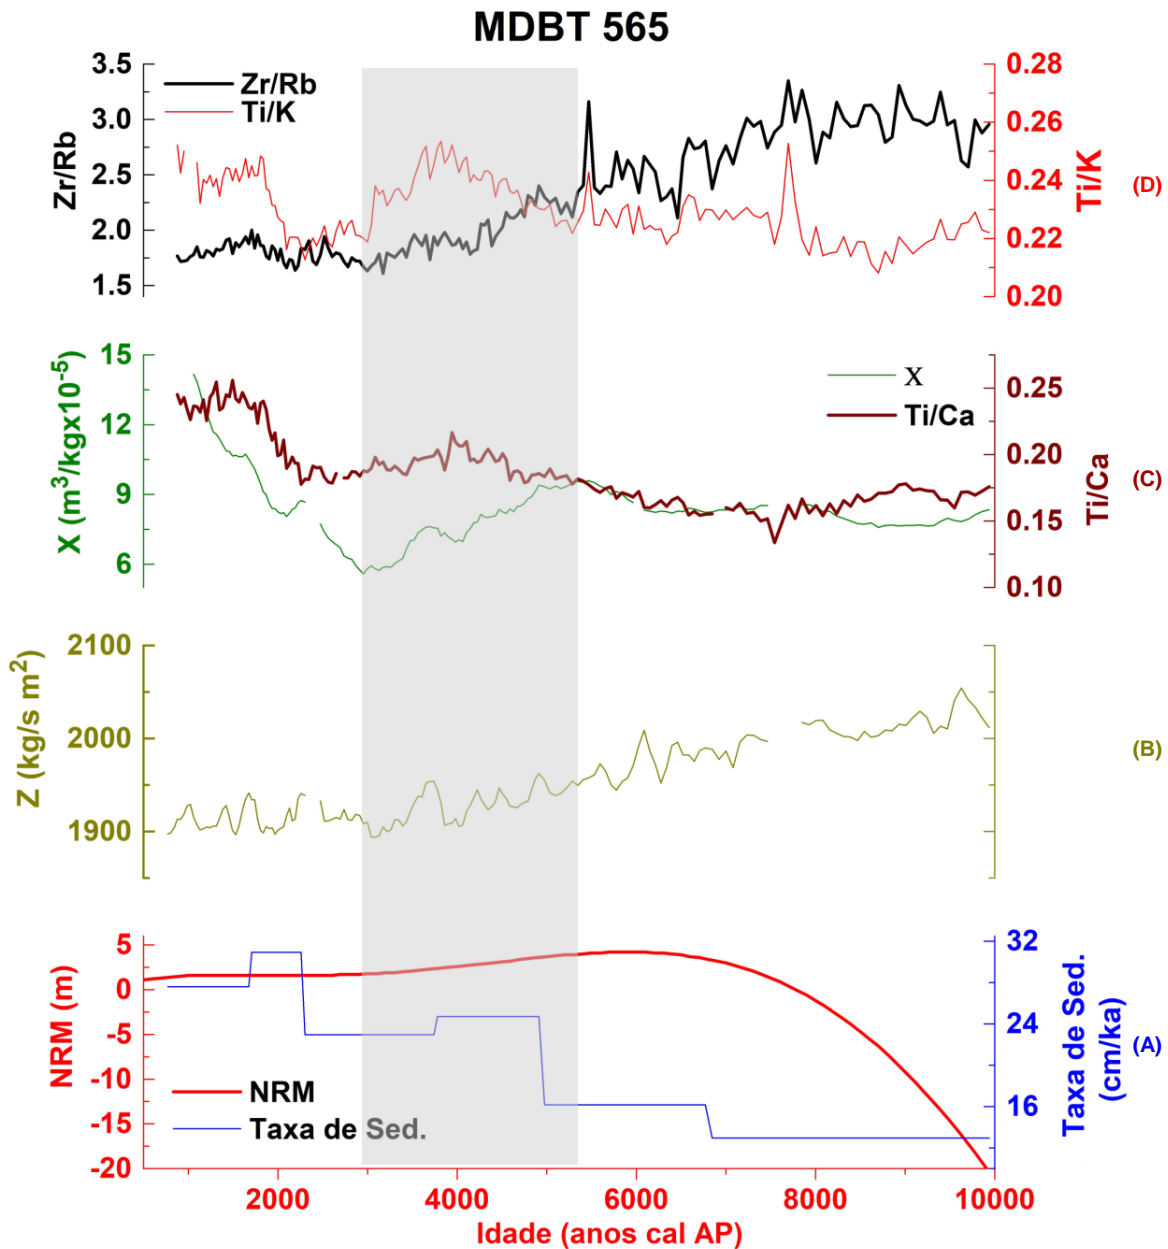 MDBT 565
Zr/Rb
3.5
3.0
2.5
2.0
1.5
Zr/Rb
Ti/K
0.28
0.26
0.24
0.22
0.20
Ti/K
(D)
X (m³/kgx10⁻⁵)
15
12
9
6
X
Ti/Ca
0.25
0.20
0.15
0.10
Ti/Ca
(C)
Z (kg/s m²)
2100
2000
1900
(B)
NRM (m)
5
0
-5
-10
-15
-20
NRM
Taxa de Sed.
32
24
16
Taxa de Sed.
(cm/ka)
(A)
2000 4000 6000 8000 10000
Idade (anos cal AP)